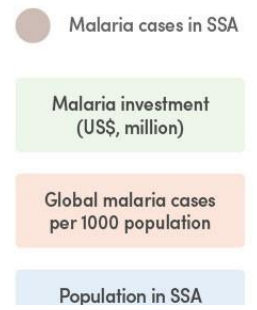 Malaria cases in SSA
Malaria investment
(US$, million)
Global malaria cases
per 1000 population
Population in SSA